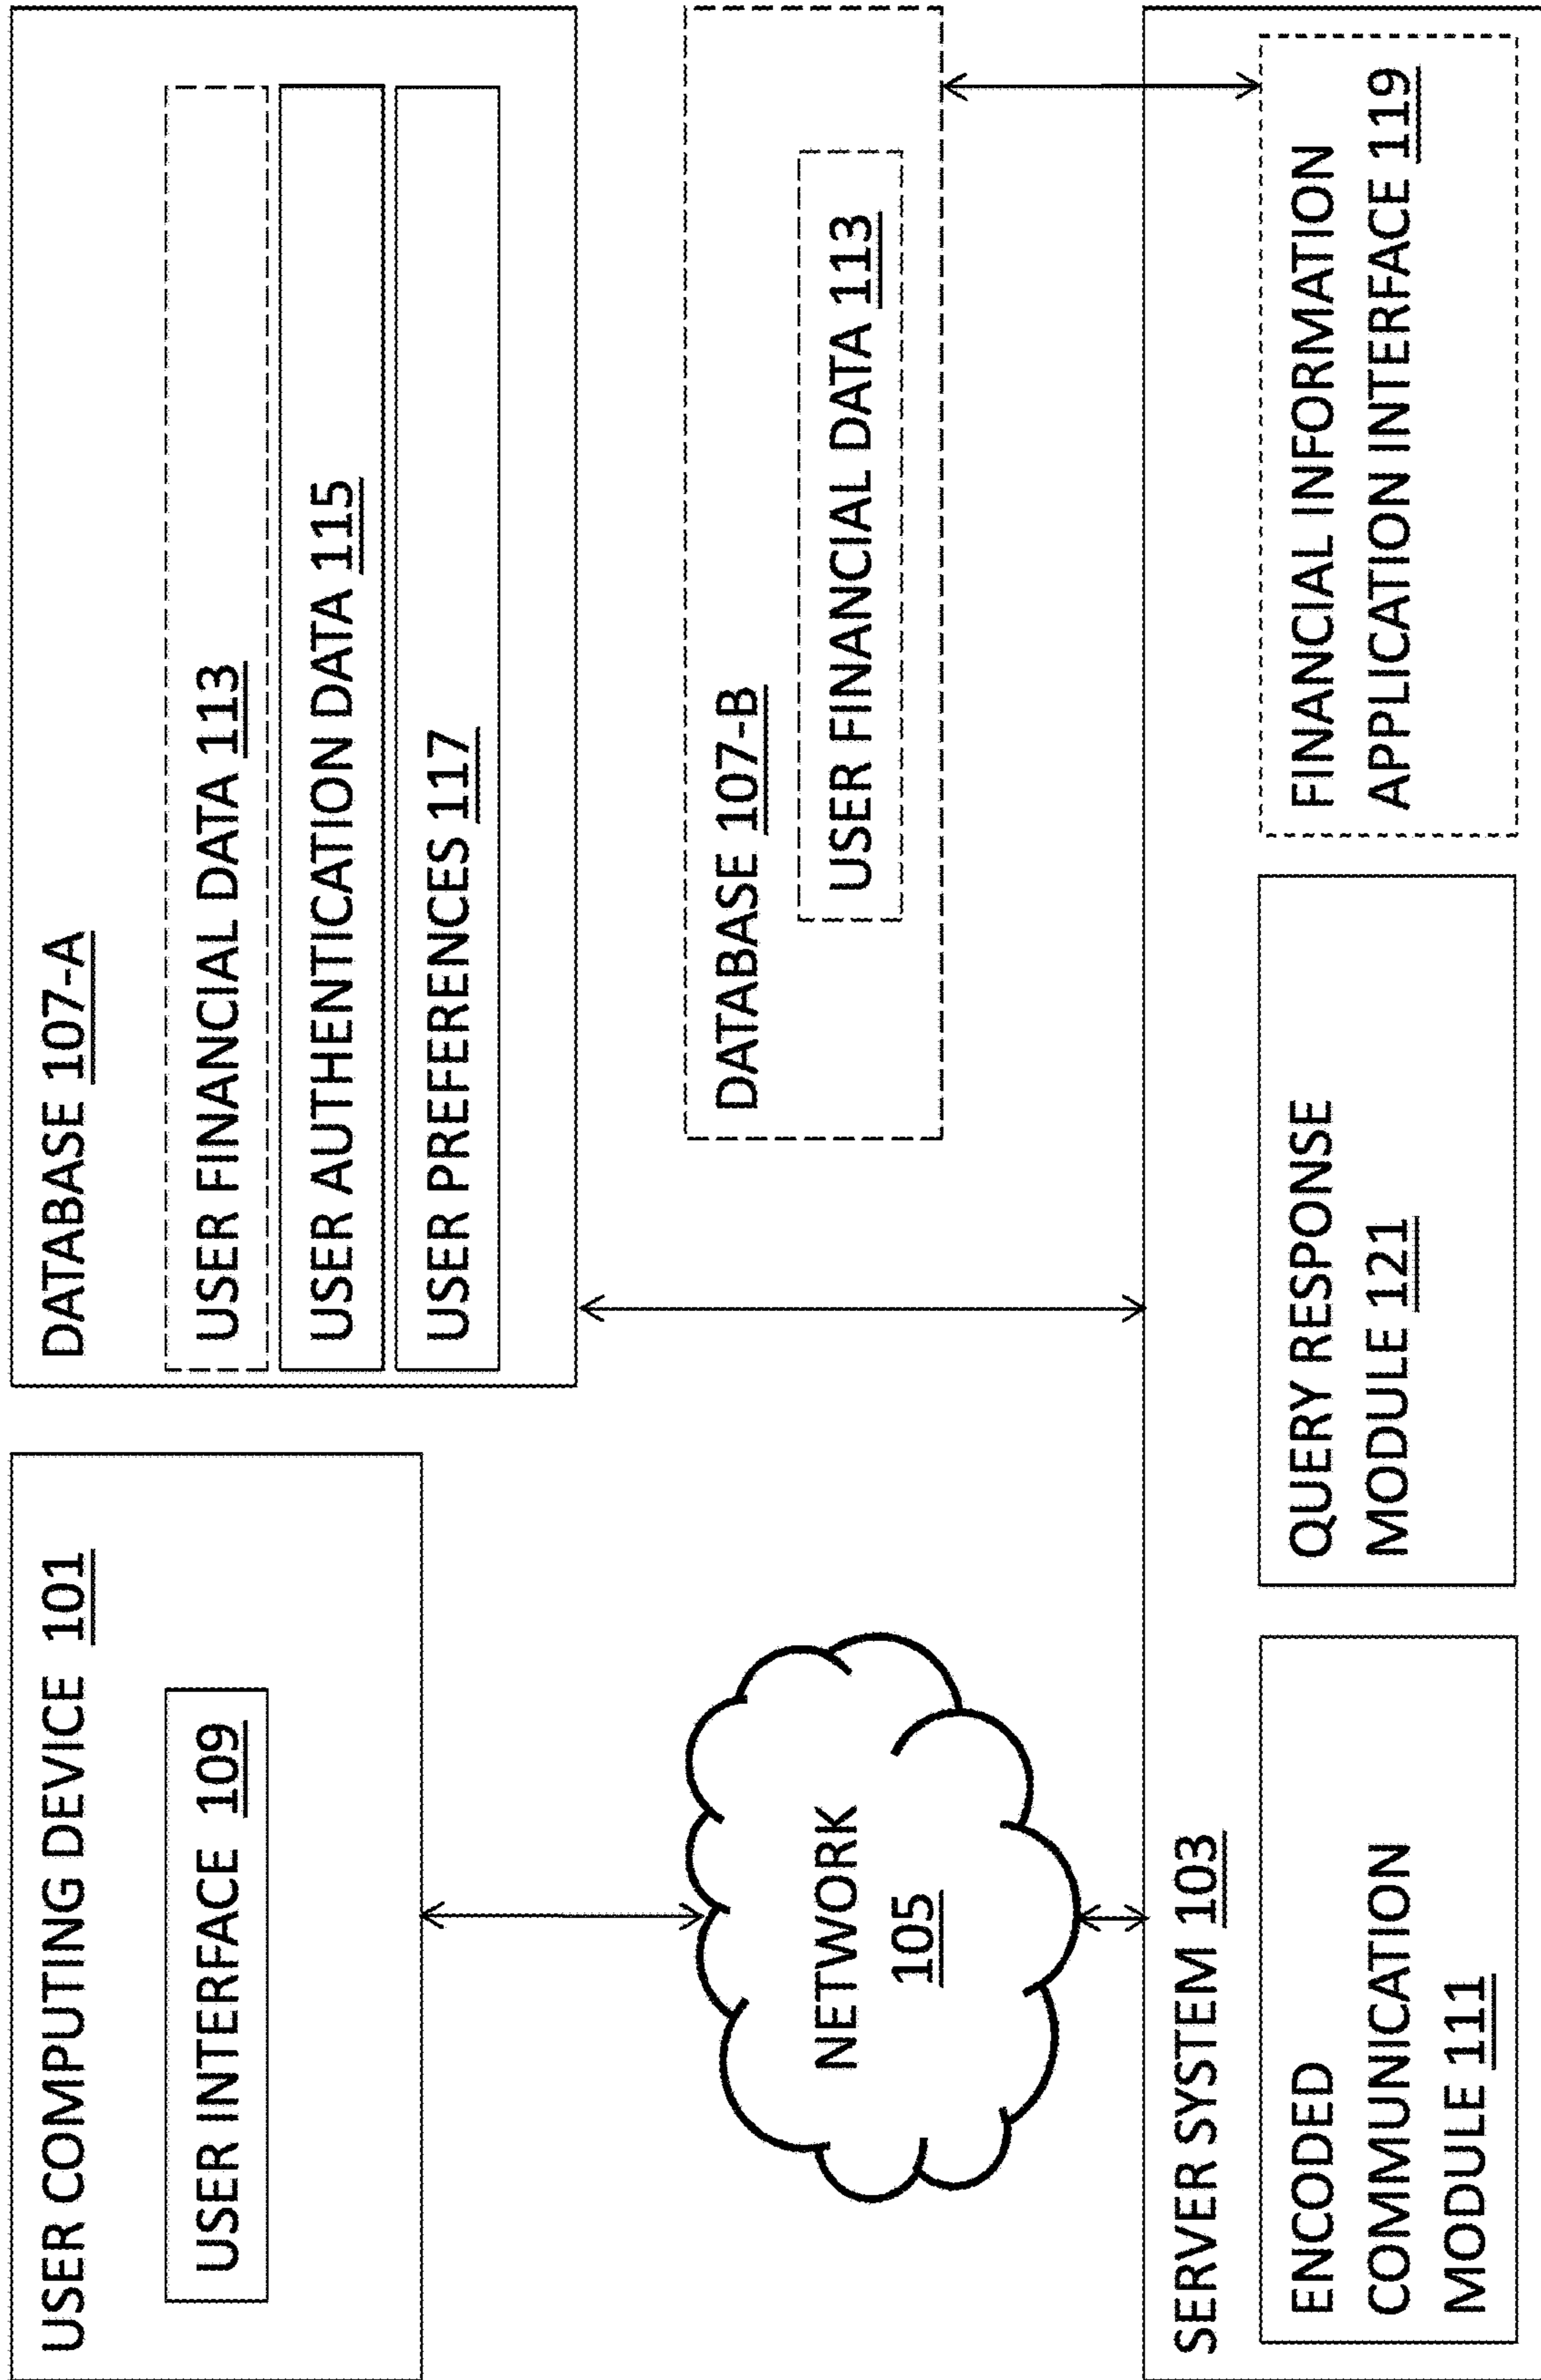 USER COMPUTING DEVICE 101
USER INTERFACE 109
DATABASE 107-A
USER FINANCIAL DATA 113
USER AUTHENTICATION DATA 115
USER PREFERENCES 117
NETWORK
105
DATABASE 107-B
USER FINANCIAL DATA 113
SERVER SYSTEM 103
ENCODED
COMMUNICATION
MODULE 111
QUERY RESPONSE
MODULE 121
FINANCIAL INFORMATION
APPLICATION INTERFACE 119